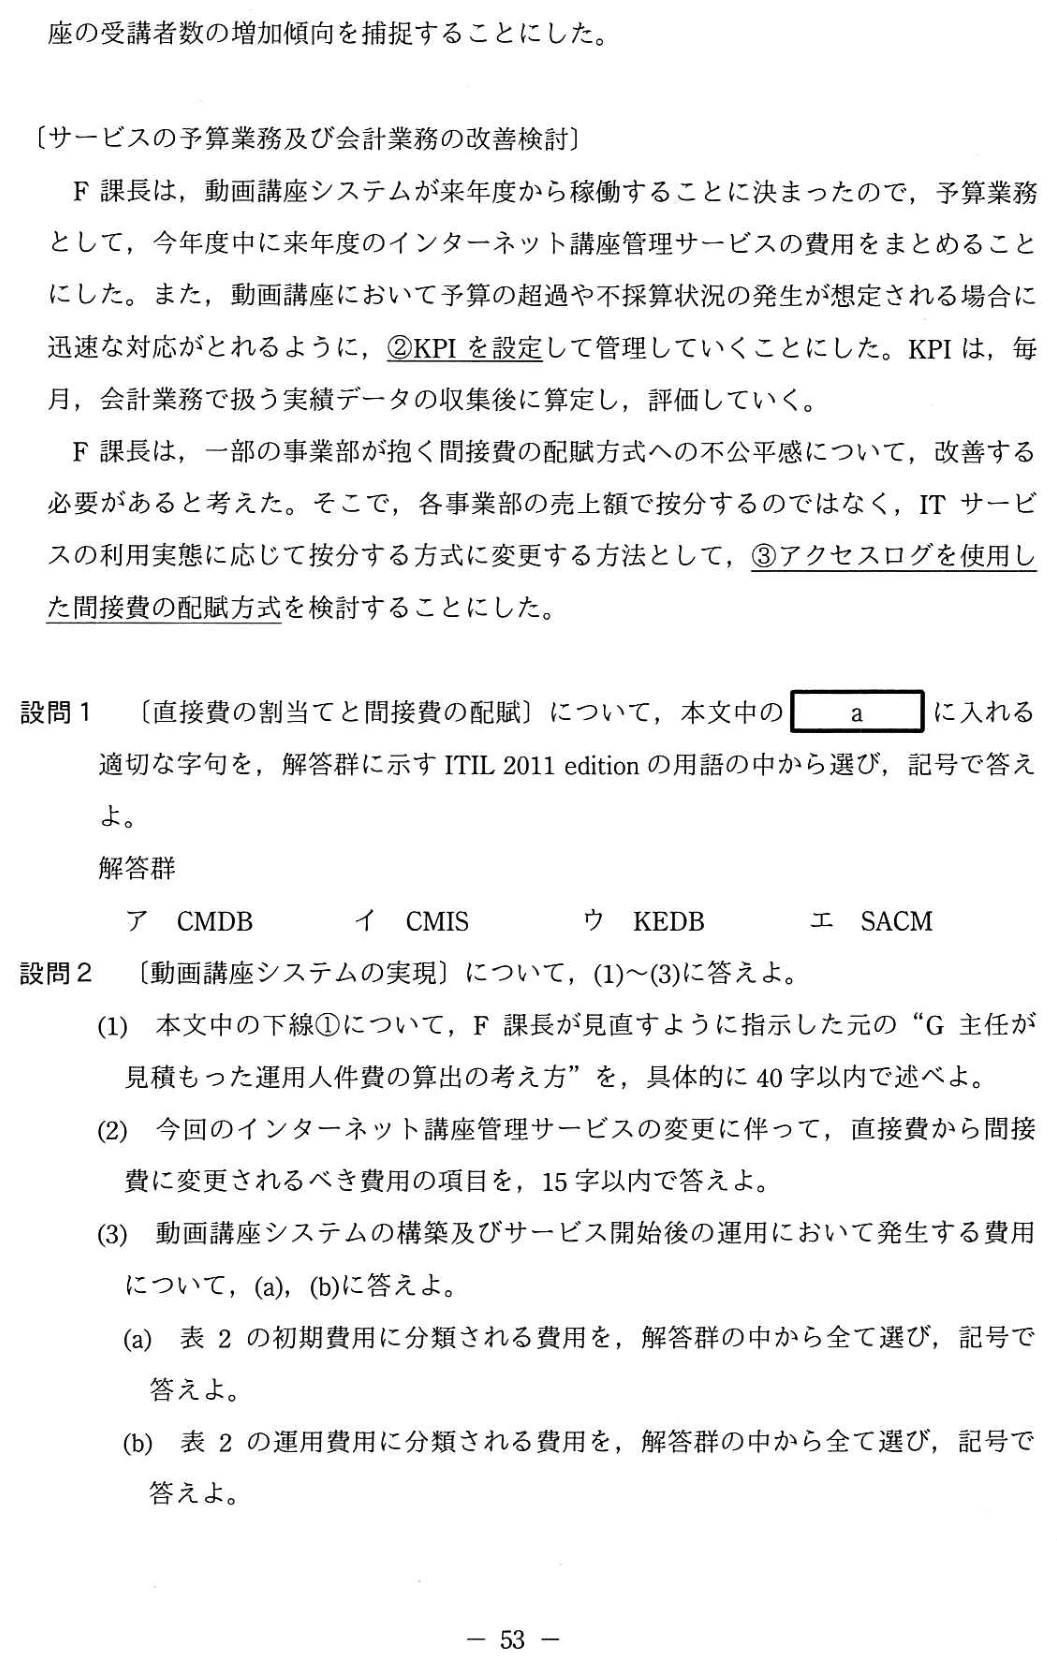 座の受講者数の増加傾向を捕捉することにした。
〔サービスの予算業務及び会計業務の改善検討〕
F 課長は，動画講座システムが来年度から稼働することに決まったので，予算業務
として，今年度中に来年度のインターネット講座管理サービスの費用をまとめること
にした。また，動画講座において予算の超過や不採算状況の発生が想定される場合に
迅速な対応がとれるように，②KPI を設定して管理していくことにした。KPI は，毎
月，会計業務で扱う実績データの収集後に算定し，評価していく。
F 課長は，一部の事業部が抱く間接費の配賦方式への不公平感について，改善する
必要があると考えた。そこで，各事業部の売上額で按分するのではなく，IT サービ
スの利用実態に応じて按分する方式に変更する方法として，③アクセスログを使用し
た間接費の配賦方式を検討することにした。
設問1 〔直接費の割当てと間接費の配賦〕について，本文中の a に入れる
適切な字句を，解答群に示す ITIL 2011 edition の用語の中から選び，記号で答え
よ。
解答群
ア CMDB イ CMIS ウ KEDB エ SACM
設問2 〔動画講座システムの実現〕について，(1)～(3)に答えよ。
(1) 本文中の下線①について，F 課長が見直すように指示した元の“G 主任が
見積もった運用人件費の算出の考え方”を，具体的に 40 字以内で述べよ。
(2) 今回のインターネット講座管理サービスの変更に伴って，直接費から間接
費に変更されるべき費用の項目を，15 字以内で答えよ。
(3) 動画講座システムの構築及びサービス開始後の運用において発生する費用
について，(a)，(b)に答えよ。
(a) 表 2 の初期費用に分類される費用を，解答群の中から全て選び，記号で
答えよ。
(b) 表 2 の運用費用に分類される費用を，解答群の中から全て選び，記号で
答えよ。
－ 53 －